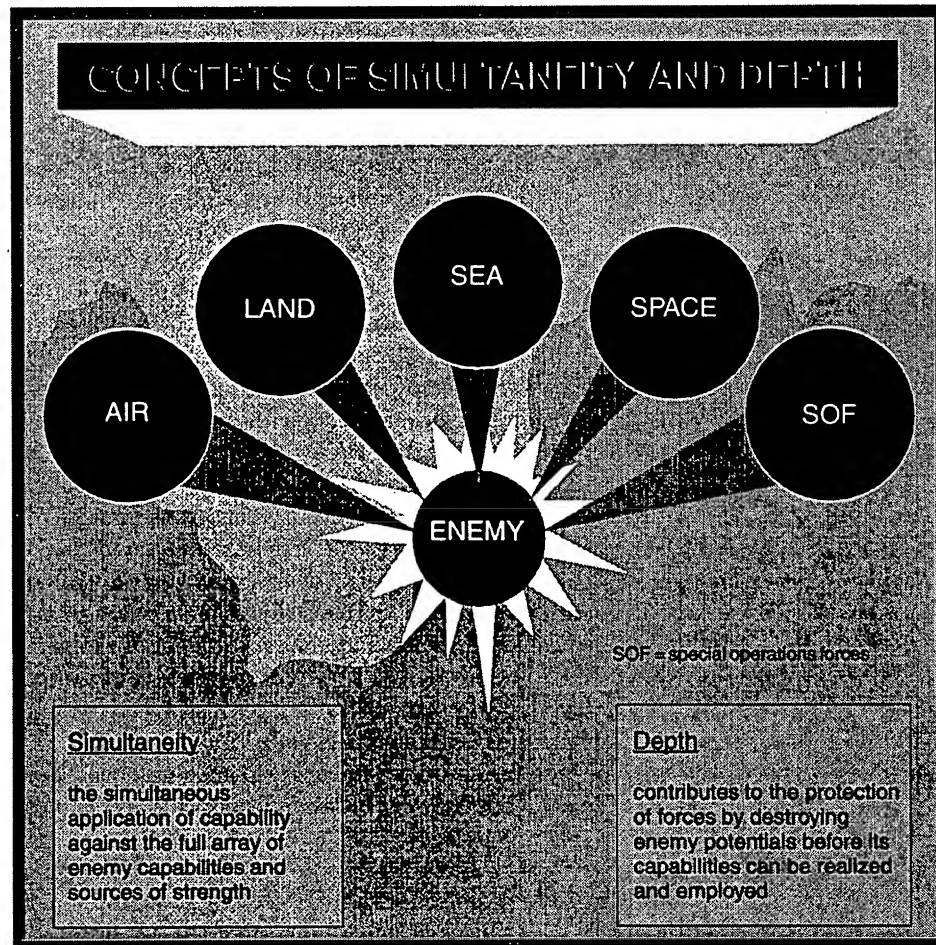 CONCEPTS OF SIMULTANEITY AND DEPTH
SEA
LAND
SPACE
AIR
SOF
ENEMY
SOF = special operations forces
Simultaneity
the simultaneous
application of capability
against the full array of
enemy capabilities and
sources of strength
Depth
contributes to the protection
of forces by destroying
enemy potentials before its
capabilities can be realized
and employed